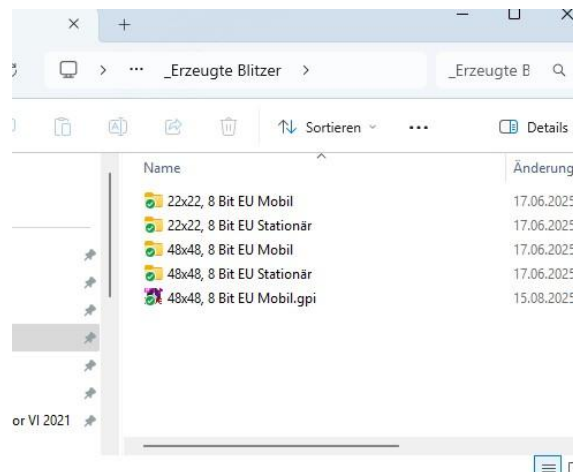 _Erzeugte Blitzer
_Erzeugte B
Sortieren
Details
Name
Änderung
22x22, 8 Bit EU Mobil
17.06.2025
22x22, 8 Bit EU Stationär
17.06.2025
48x48, 8 Bit EU Mobil
17.06.2025
48x48, 8 Bit EU Stationär
17.06.2025
48x48, 8 Bit EU Mobil.gpi
15.08.2025
or VI 2021